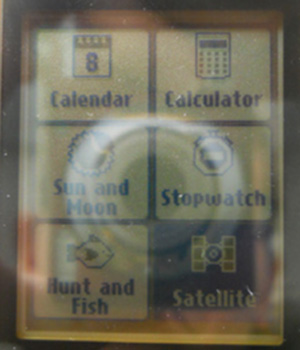 8
Calendar
Calculator
Sun and
Moon
Stopwatch
Hunt and
Fish
Satellite